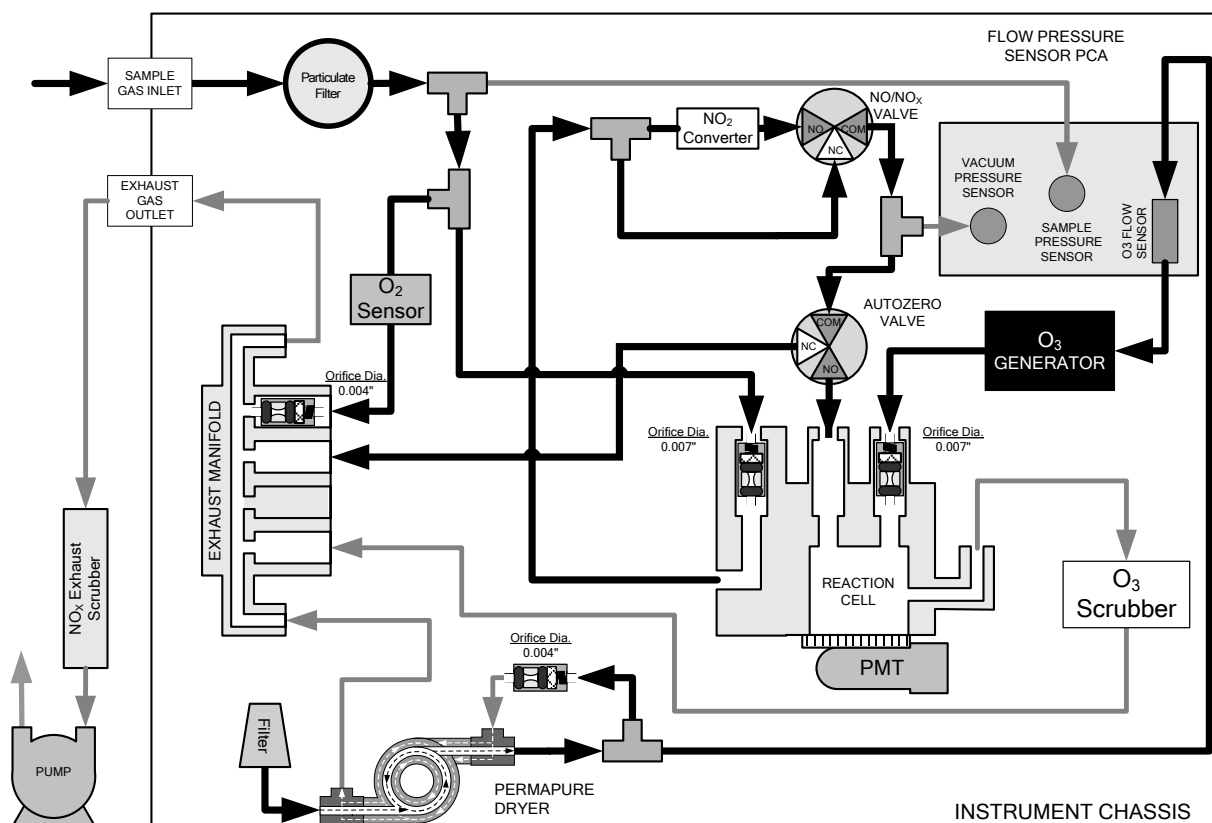 FLOW PRESSURE
SENSOR PCA
SAMPLE
GAS INLET
Particulate
Filter
NO2
Converter
NO/NOX
VALVE
NO
COM
NC
EXHAUST
GAS
OUTLET
VACUUM
PRESSURE
SENSOR
SAMPLE
PRESSURE
SENSOR
O3 FLOW
SENSOR
O2
Sensor
AUTOZERO
VALVE
COM
NC
NO
O3
GENERATOR
Orifice Dia.
0.004"
Orifice Dia.
0.007"
Orifice Dia.
0.007"
EXHAUST MANIFOLD
NOX Exhaust
Scrubber
REACTION
CELL
O3
Scrubber
Orifice Dia.
0.004"
PMT
Filter
PUMP
PERMAPURE
DRYER
INSTRUMENT CHASSIS